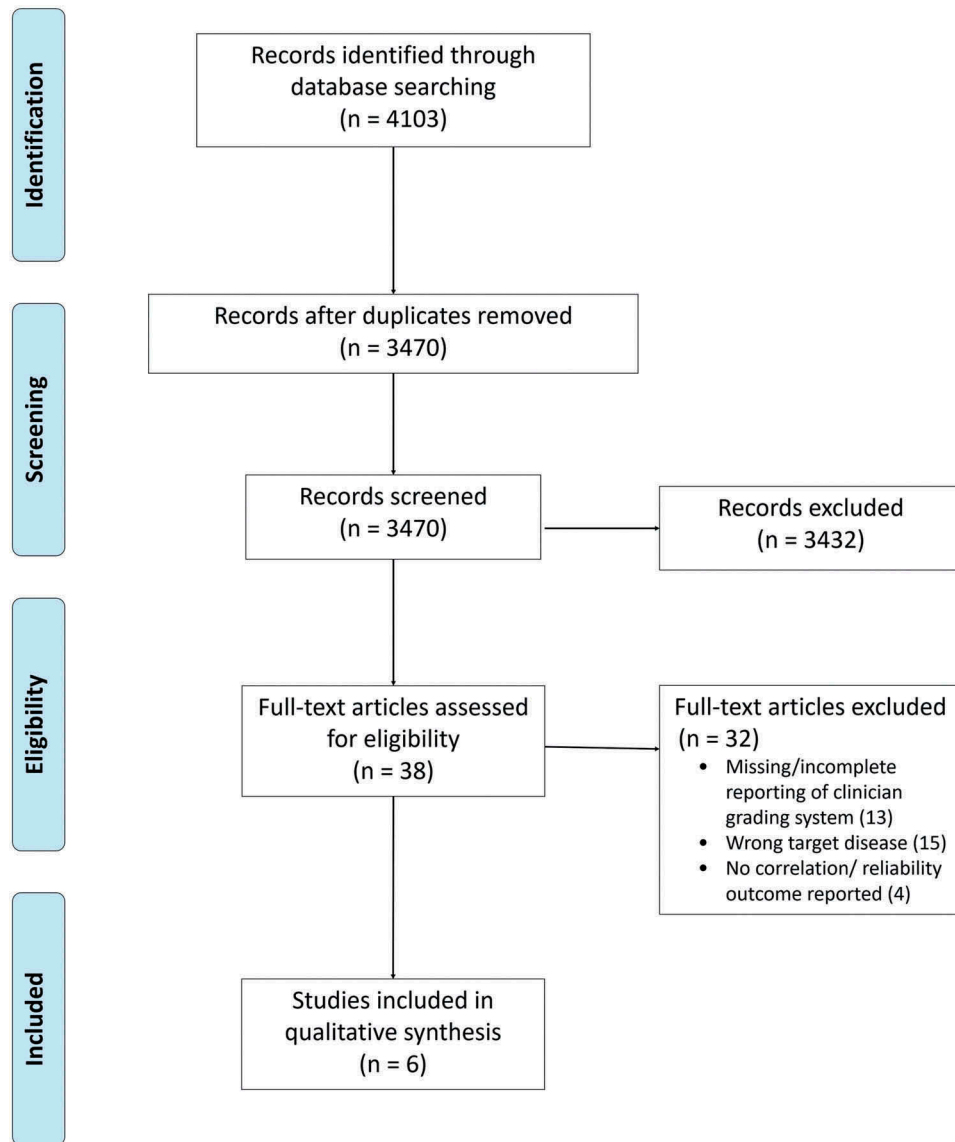 Identification
Records identified through
database searching
(n = 4103)
Records after duplicates removed
(n = 3470)
Screening
Records screened
(n = 3470)
Records excluded
(n = 3432)
Eligibility
Full-text articles assessed
for eligibility
(n = 38)
Full-text articles excluded
(n = 32)
• Missing/incomplete
reporting of clinician
grading system (13)
• Wrong target disease (15)
• No correlation/ reliability
outcome reported (4)
Included
Studies included in
qualitative synthesis
(n = 6)